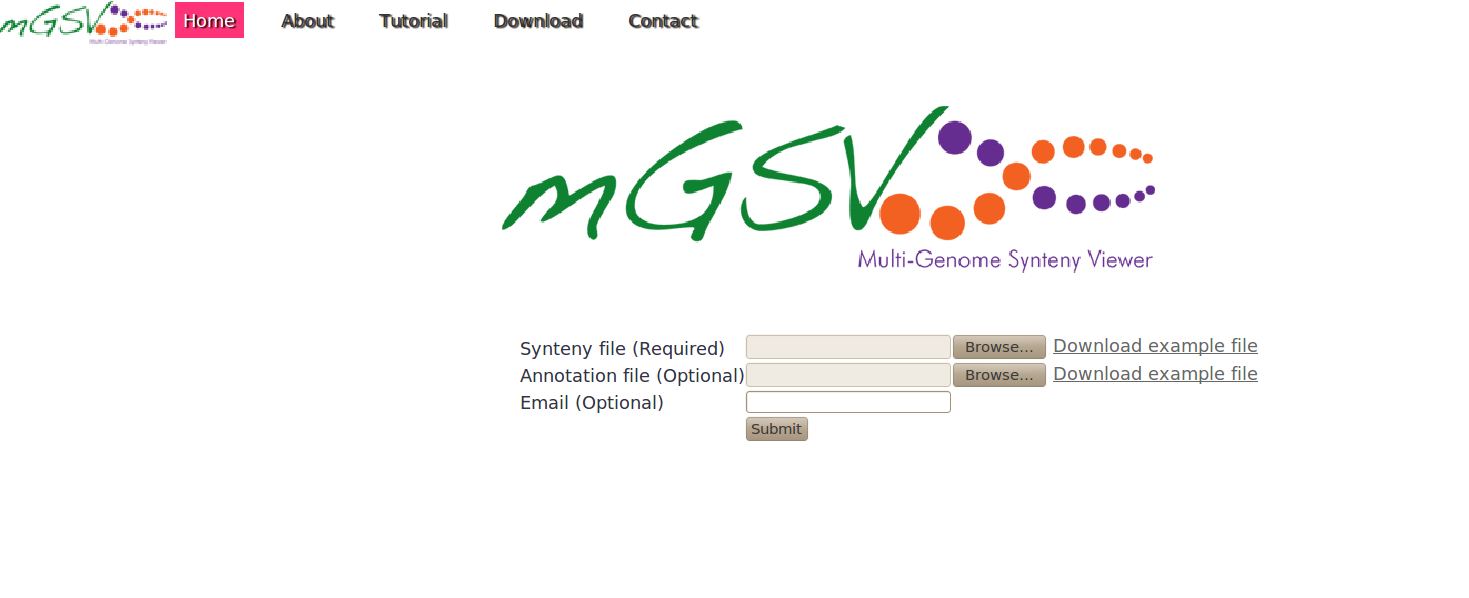 mGSV Home About Tutorial Download Contact
Multi-Genome Synteny Viewer
mGSV
Multi-Genome Synteny Viewer
Synteny file (Required) Browse... Download example file
Annotation file (Optional) Browse... Download example file
Email (Optional)
Submit